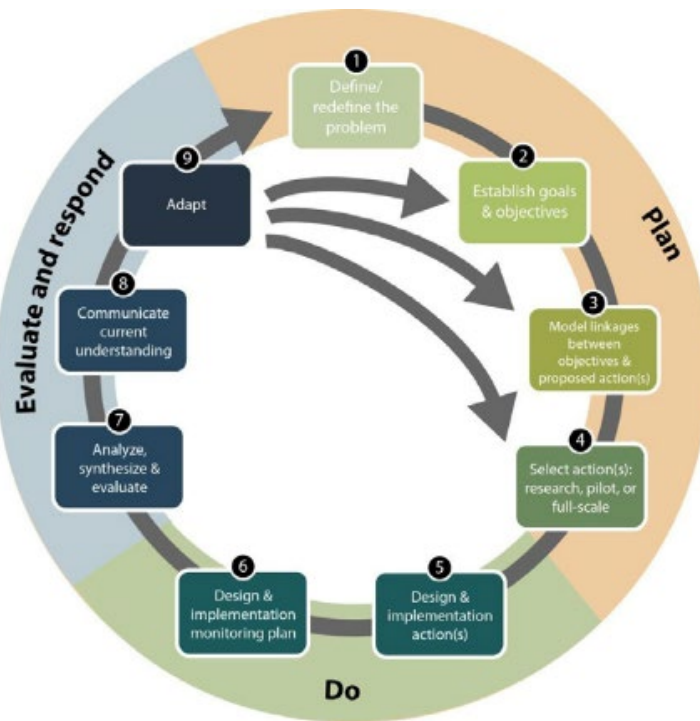 1
Define/
redefine the
problem
2
Establish goals
& objectives
3
Model linkages
between
objectives &
proposed action(s)
4
Select action(s):
research, pilot, or
full-scale
5
Design &
implementation
action(s)
6
Design &
implementation
monitoring plan
7
Analyze,
synthesize &
evaluate
8
Communicate
current
understanding
9
Adapt
Plan
Do
Evaluate and respond